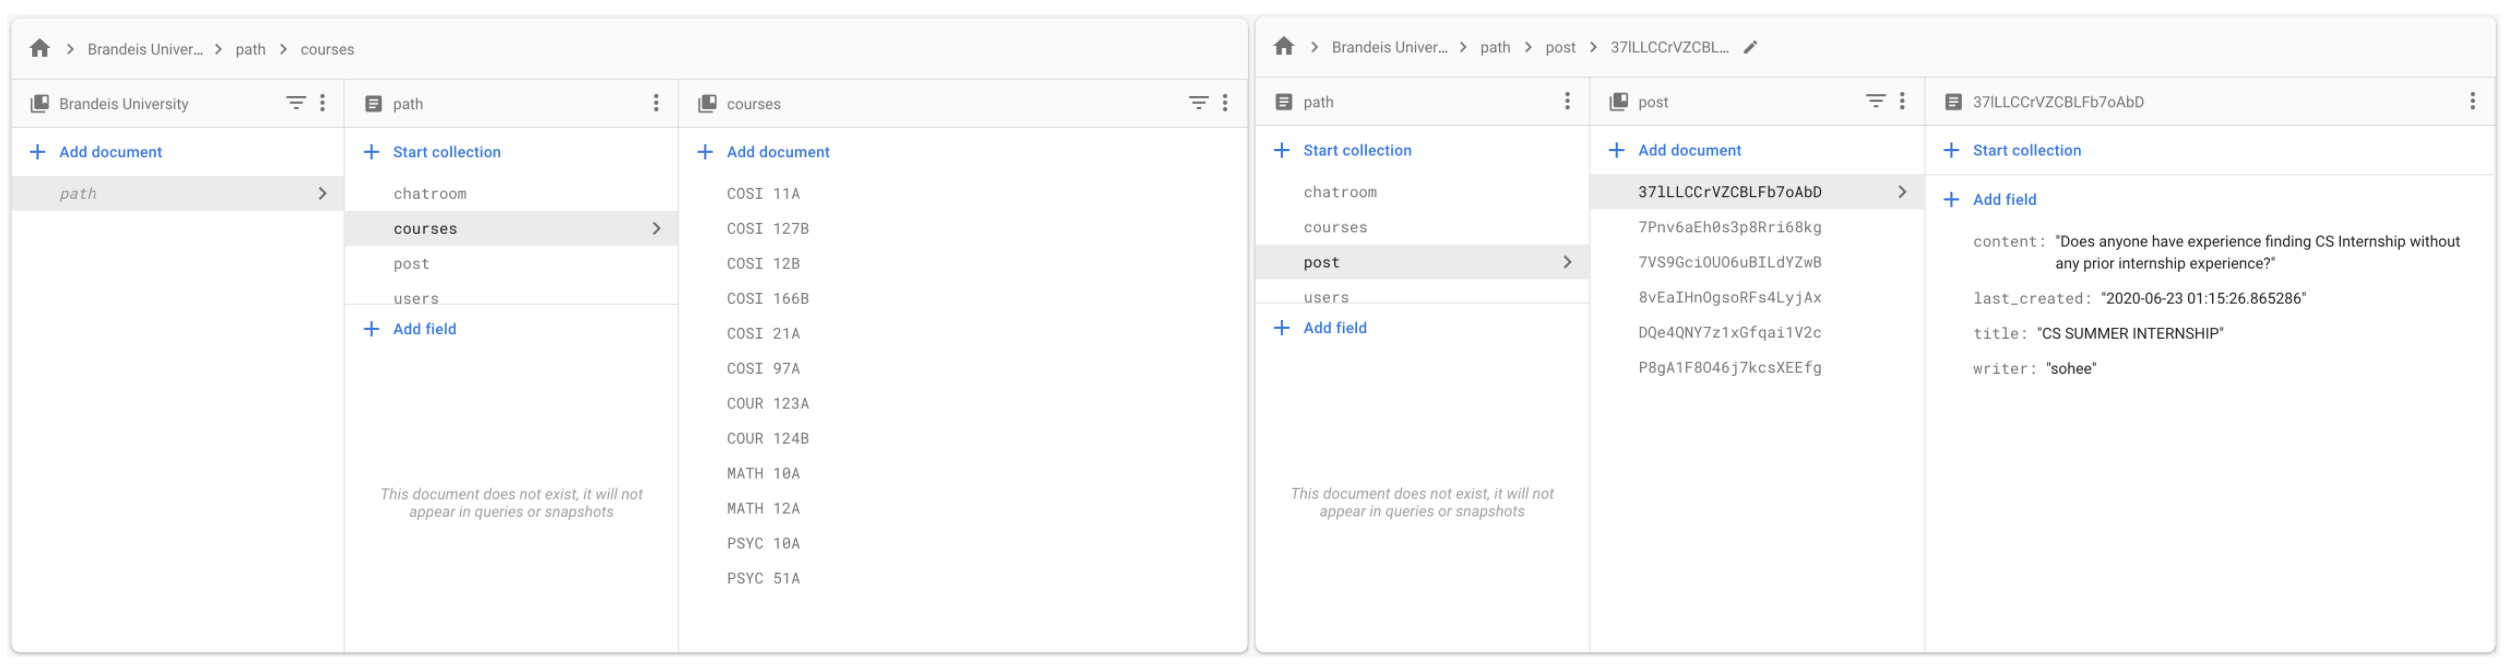 Brandeis Univer... path courses
Brandeis University
Add document
path
path
Start collection
chatroom
courses
post
users
Add field
This document does not exist, it will not
appear in queries or snapshots
courses
Add document
COSI 11A
COSI 127B
COSI 12B
COSI 166B
COSI 21A
COSI 97A
COUR 123A
COUR 124B
MATH 10A
MATH 12A
PSYC 10A
PSYC 51A
Brandeis Univer... path post 37lLLCCrVZCBL...
path
Start collection
chatroom
courses
post
users
Add field
This document does not exist, it will not
appear in queries or snapshots
post
Add document
37lLLCCrVZCBLFb7oAbD
7Pnv6aEh0s3p8Rri68kg
7VS9GciOUO6uBILdYZwB
8vEaIHnOgsoRFs4LyjAx
DQe4QNY7z1xGfqai1V2c
P8gA1F8O46j7kcsXEEfg
37lLLCCrVZCBLFb7oAbD
Start collection
Add field
content: "Does anyone have experience finding CS Internship without
any prior internship experience?"
last_created: "2020-06-23 01:15:26.865286"
title: "CS SUMMER INTERNSHIP"
writer: "sohee"